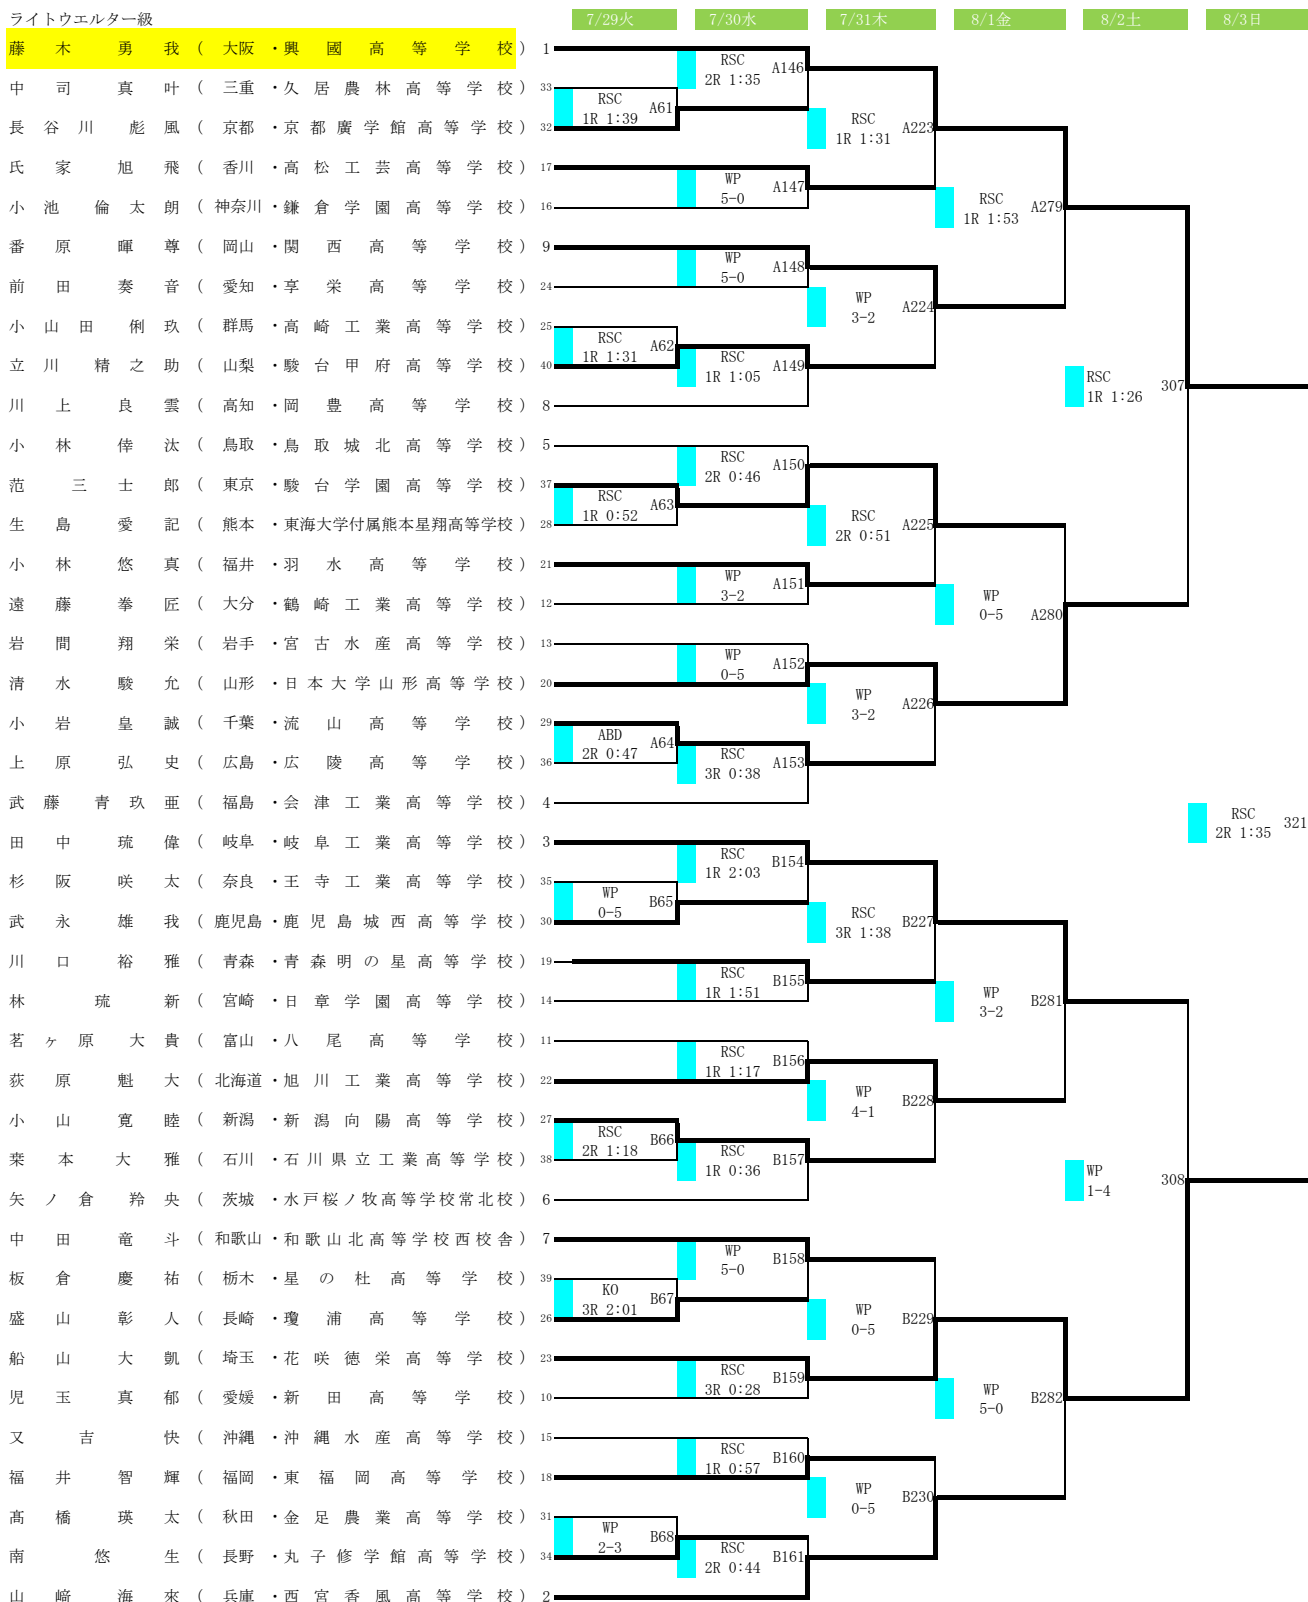 ライトウエルター級 7/29火 7/30水 7/31木 8/1金 8/2土 8/3日
藤木勇我(大阪・興國高等学校) 1
RSC 2R 1:35 A146
中司真叶(三重・久居農林高等学校) 33
RSC 1R 1:39 A61
長谷川彪風(京都・京都廣学館高等学校) 32
RSC 1R 1:31 A223
氏家旭飛(香川・高松工芸高等学校) 17
WP 5-0 A147
小池倫太朗(神奈川・鎌倉学園高等学校) 16
RSC 1R 1:53 A279
番原暉尊(岡山・関西高等学校) 9
WP 5-0 A148
前田奏音(愛知・享栄高等学校) 24
WP 3-2 A224
小山田俐玖(群馬・高崎工業高等学校) 25
RSC 1R 1:31 A62
立川精之助(山梨・駿台甲府高等学校) 40
RSC 1R 1:05 A149
RSC 1R 1:26 307
川上良雲(高知・岡豊高等学校) 8
小林倖汰(鳥取・鳥取城北高等学校) 5
RSC 2R 0:46 A150
范三士郎(東京・駿台学園高等学校) 37
RSC 1R 0:52 A63
生島愛記(熊本・東海大学付属熊本星翔高等学校) 28
RSC 2R 0:51 A225
小林悠真(福井・羽水高等学校) 21
WP 3-2 A151
遠藤奉匠(大分・鶴崎工業高等学校) 12
WP 0-5 A280
岩間翔栄(岩手・宮古水産高等学校) 13
WP 0-5 A152
清水駿允(山形・日本大学山形高等学校) 20
WP 3-2 A226
小岩皇誠(千葉・流山高等学校) 29
ABD 2R 0:47 A64
上原弘史(広島・広陵高等学校) 36
RSC 3R 0:38 A153
武藤青玖亜(福島・会津工業高等学校) 4
RSC 2R 1:35 321
田中琉偉(岐阜・岐阜工業高等学校) 3
RSC 1R 2:03 B154
杉阪咲太(奈良・王寺工業高等学校) 35
WP 0-5 B65
武永雄我(鹿児島・鹿児島城西高等学校) 30
RSC 3R 1:38 B227
川口裕雅(青森・青森明の星高等学校) 19
RSC 1R 1:51 B155
林琉新(宮崎・日章学園高等学校) 14
WP 3-2 B281
茗ヶ原大貴(富山・八尾高等学校) 11
RSC 1R 1:17 B156
荻原魁大(北海道・旭川工業高等学校) 22
WP 4-1 B228
小山寛睦(新潟・新潟向陽高等学校) 27
RSC 2R 1:18 B66
桒本大雅(石川・石川県立工業高等学校) 38
RSC 1R 0:36 B157
WP 1-4 308
矢ノ倉羚央(茨城・水戸桜ノ牧高等学校常北校) 6
中田竜斗(和歌山・和歌山北高等学校西校舎) 7
WP 5-0 B158
板倉慶祐(栃木・星の杜高等学校) 39
KO 3R 2:01 B67
盛山彰人(長崎・瓊浦高等学校) 26
WP 0-5 B229
船山大凱(埼玉・花咲徳栄高等学校) 23
RSC 3R 0:28 B159
児玉真郁(愛媛・新田高等学校) 10
WP 5-0 B282
又吉快(沖縄・沖縄水産高等学校) 15
RSC 1R 0:57 B160
福井智輝(福岡・東福岡高等学校) 18
WP 0-5 B230
髙橋瑛太(秋田・金足農業高等学校) 31
WP 2-3 B68
南悠生(長野・丸子修学館高等学校) 34
RSC 2R 0:44 B161
山﨑海來(兵庫・西宮香風高等学校) 2